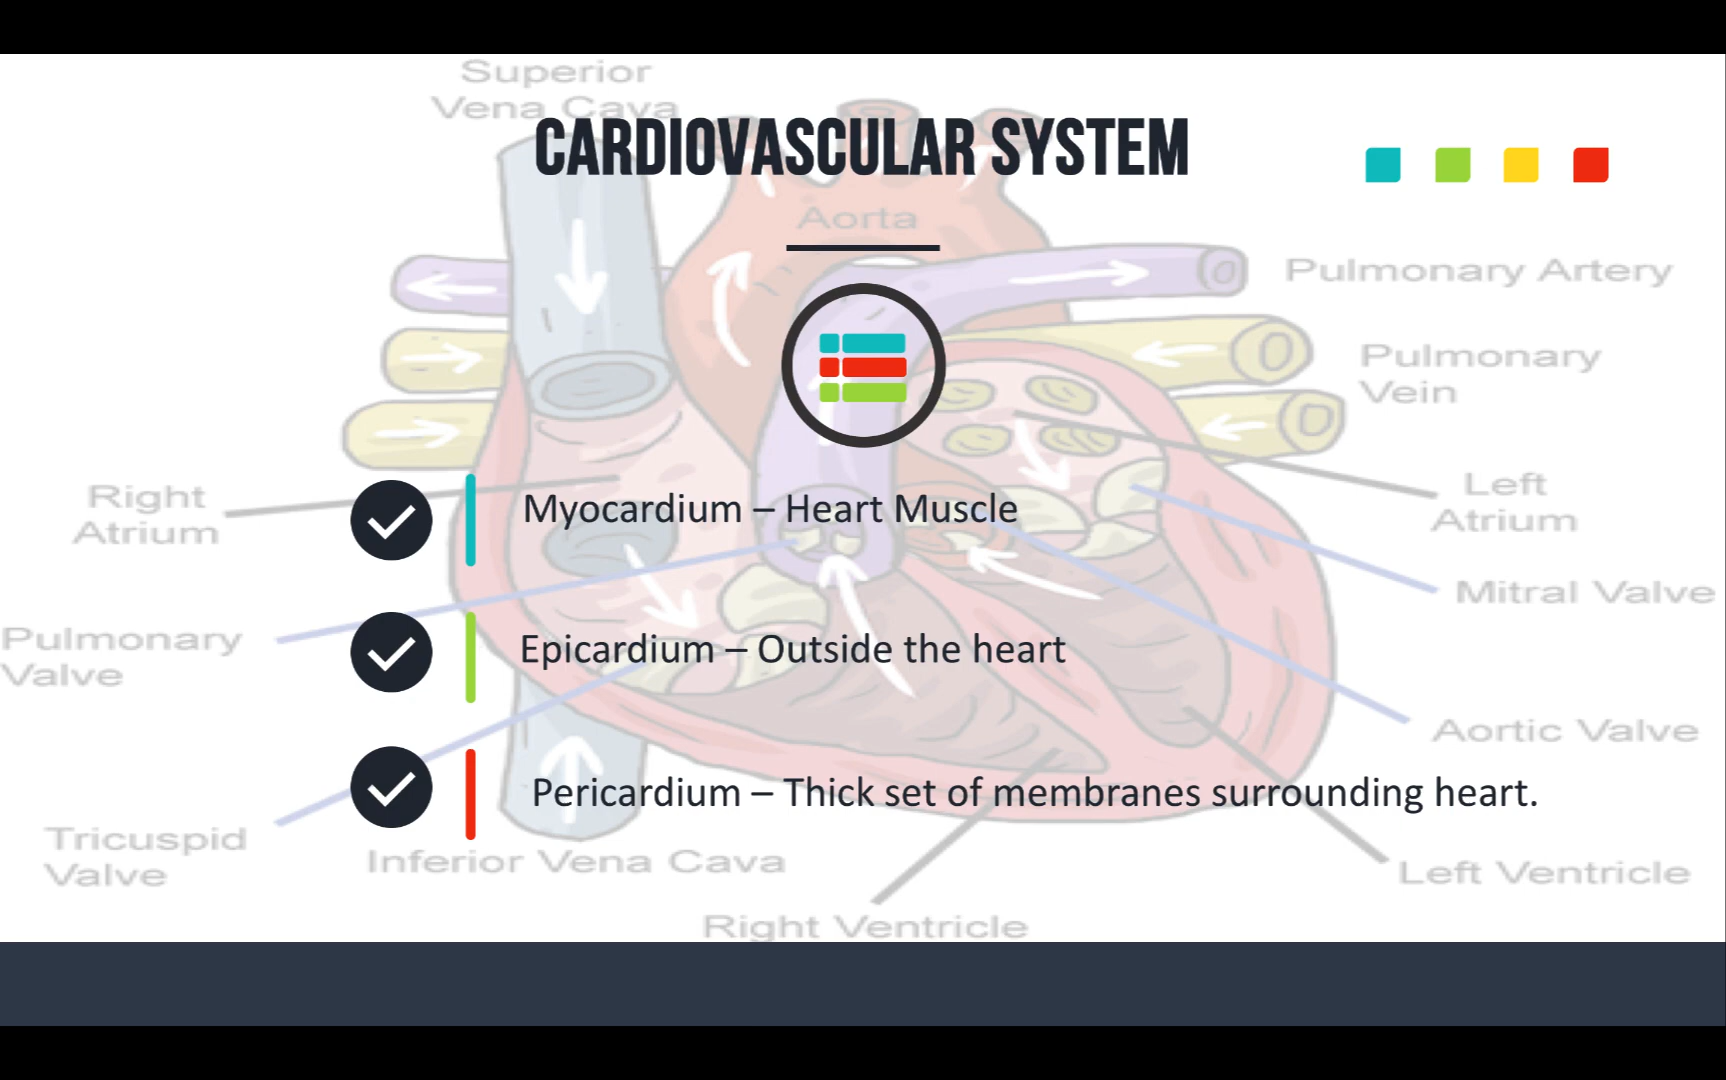 Superior
Vena Cava
CARDIOVASCULAR SYSTEM
Aorta
Pulmonary Artery
Pulmonary
Vein
Right
Atrium
Left
Atrium
Myocardium – Heart Muscle
Mitral Valve
Pulmonary
Valve
Epicardium – Outside the heart
Aortic Valve
Pericardium – Thick set of membranes surrounding heart.
Tricuspid
Valve
Inferior Vena Cava
Left Ventricle
Right Ventricle